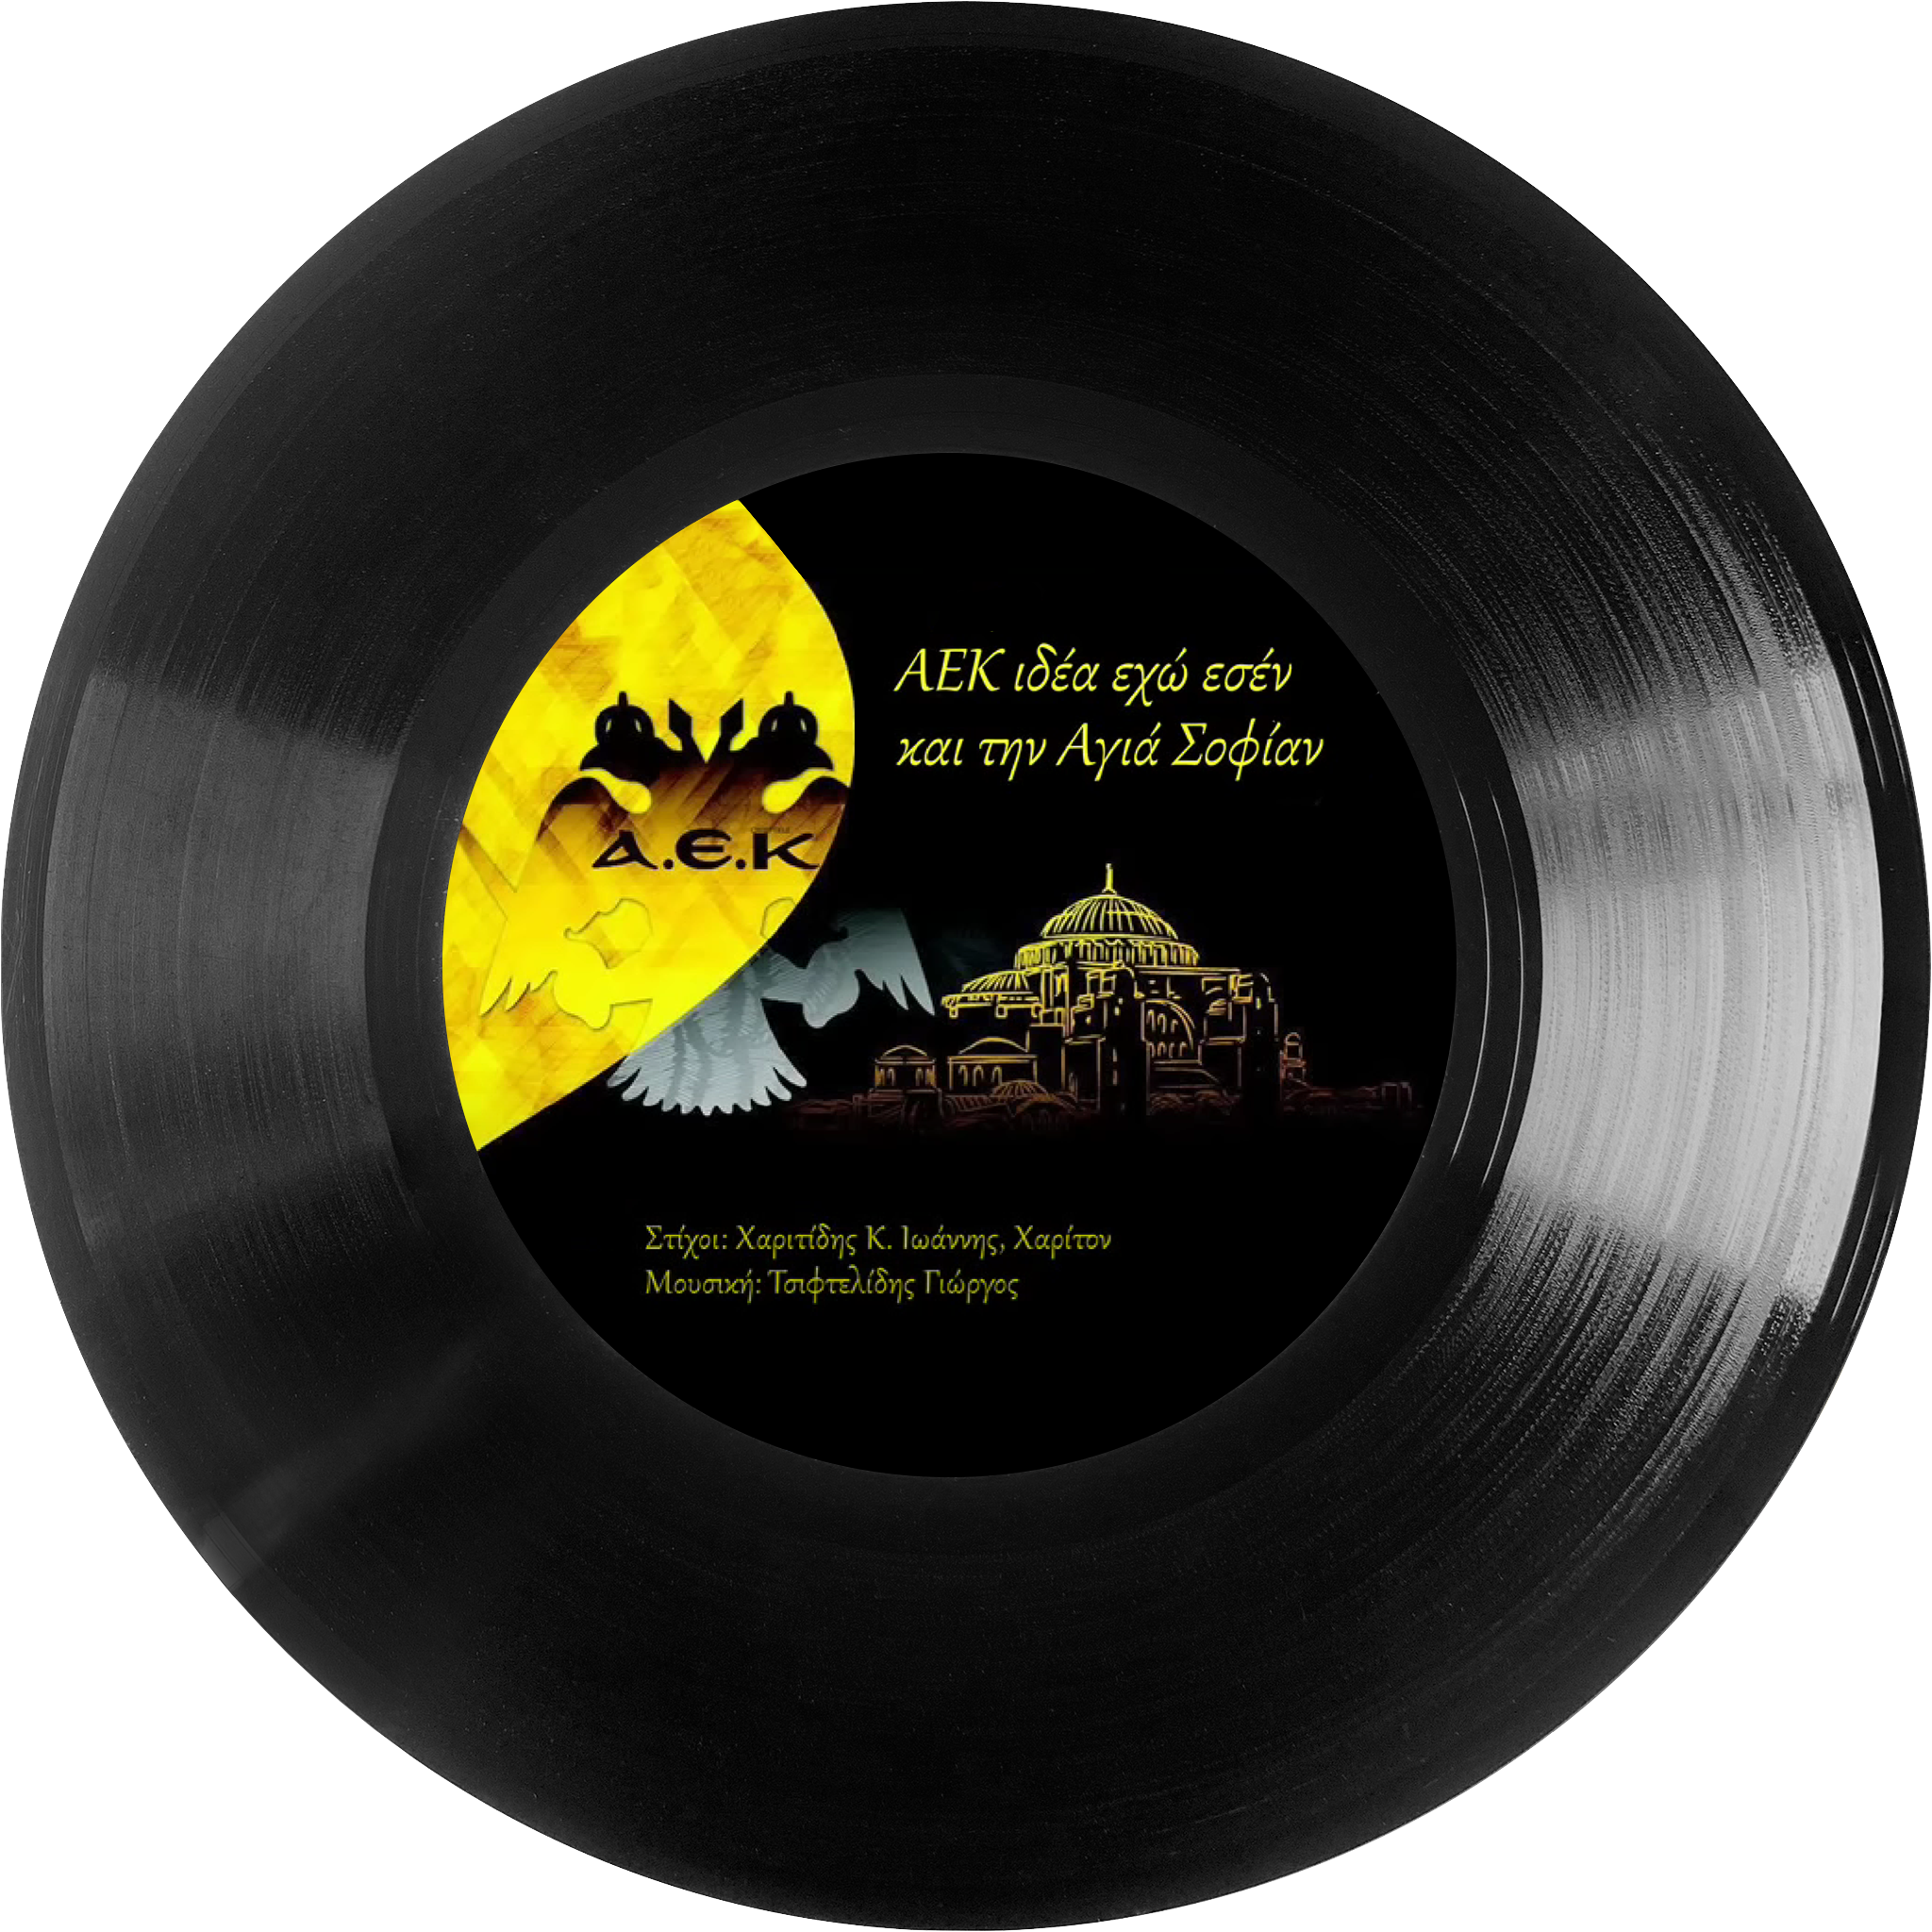 ΑΕΚ ιδέα εχώ εσέν
και την Αγιά Σοφίαν
Α.Ε.Κ
Στίχοι: Χαριτίδης Κ. Ιωάννης, Χαρίτον
Μουσική: Τσιφτελίδης Γιώργος